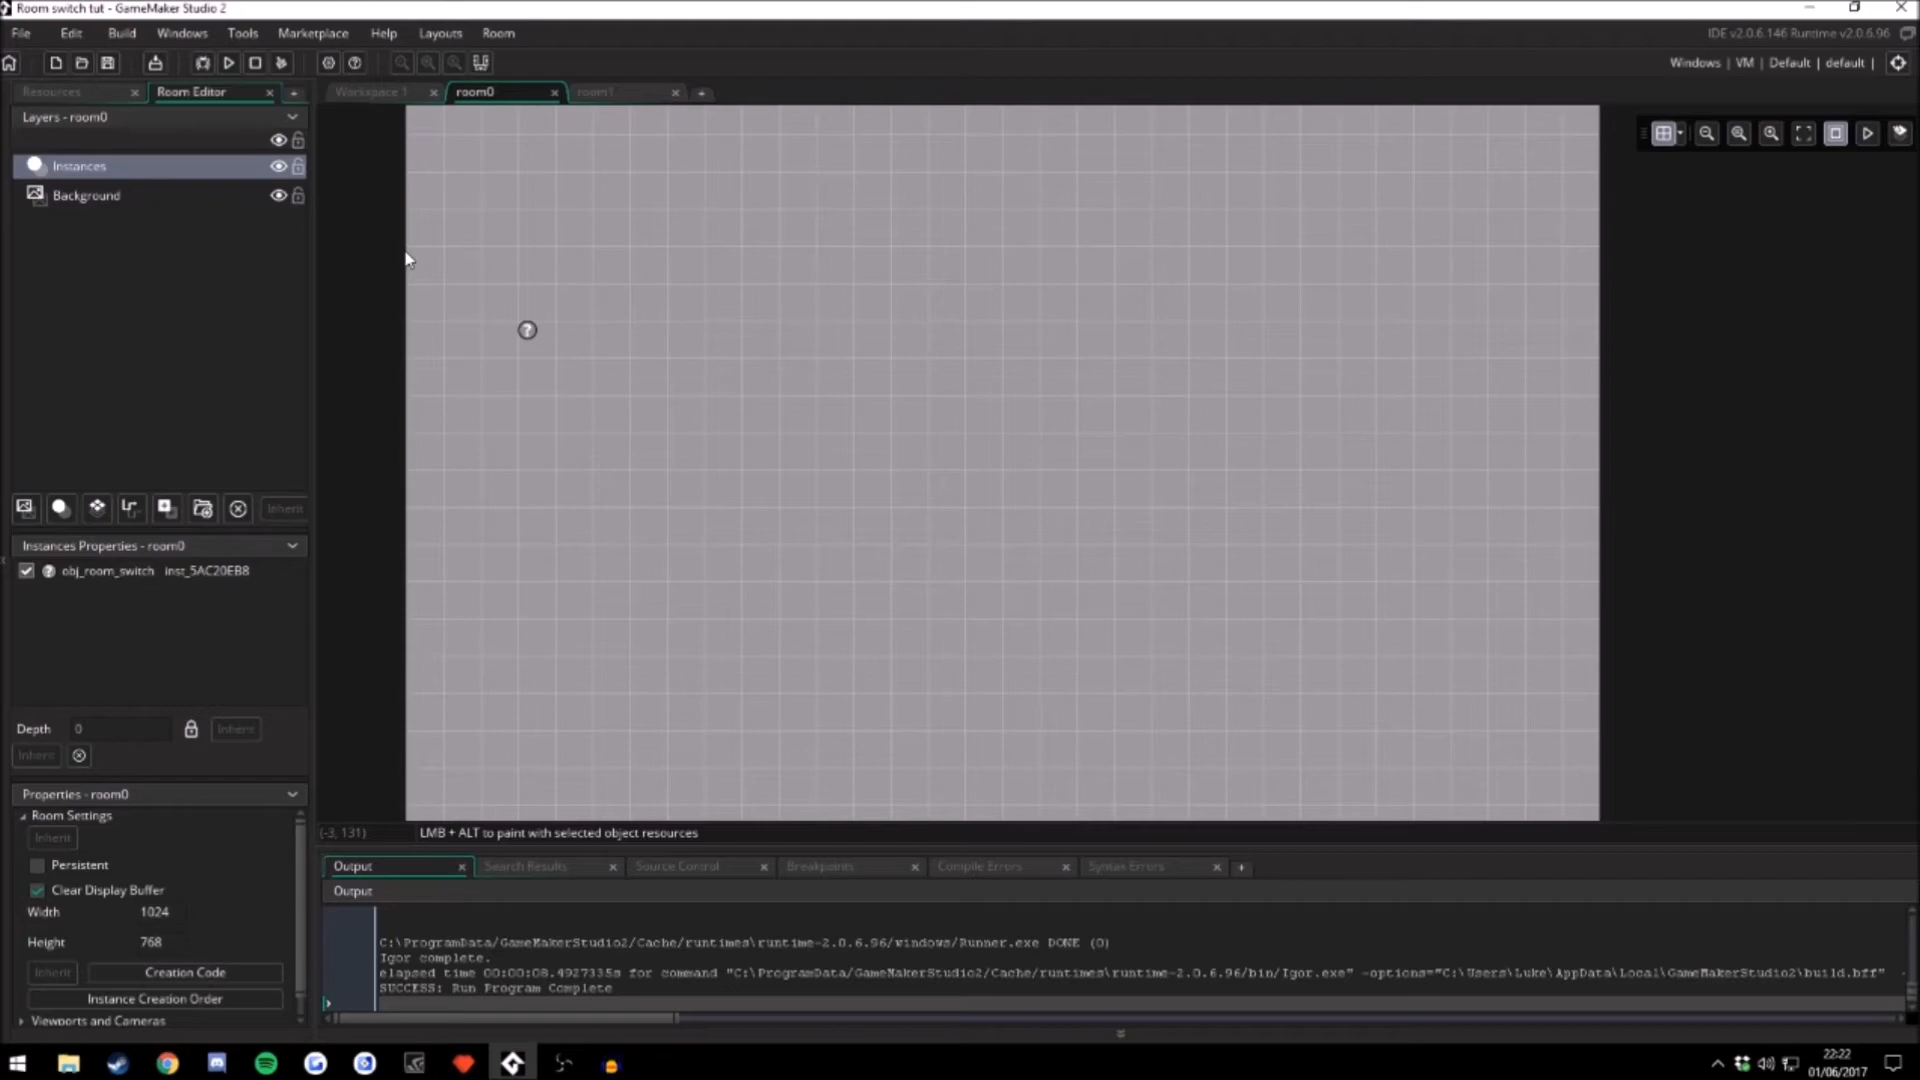 Room switch tut - GameMaker Studio 2
File Edit Build Windows Tools Marketplace Help Layouts Room
IDE v2.0.6.146 Runtime v2.0.6.96
Windows | VM | Default | default |
Resources Room Editor Workspace 1 room0 room1
Layers - room0
Instances
Background
Inherit
Instances Properties - room0
obj_room_switch inst_5AC20EB8
Depth 0 Inherit
Inherit
Properties - room0
Room Settings
Inherit
Persistent
Clear Display Buffer
Width 1024
Height 768
Inherit Creation Code
Instance Creation Order
Viewports and Cameras
(-3, 131) LMB + ALT to paint with selected object resources
Output Search Results Source Control Breakpoints Compile Errors Syntax Errors
Output
C:\ProgramData/GameMakerStudio2/Cache/runtimes\runtime-2.0.6.96/windows/Runner.exe DONE (0)
Igor complete.
elapsed time 00:00:08.4927335s for command "C:\ProgramData/GameMakerStudio2/Cache/runtimes\runtime-2.0.6.96/bin/Igor.exe" -options="C:\Users\Luke\AppData\Local\GameMakerStudio2\build.bff" -
SUCCESS: Run Program Complete
22:22
01/06/2017